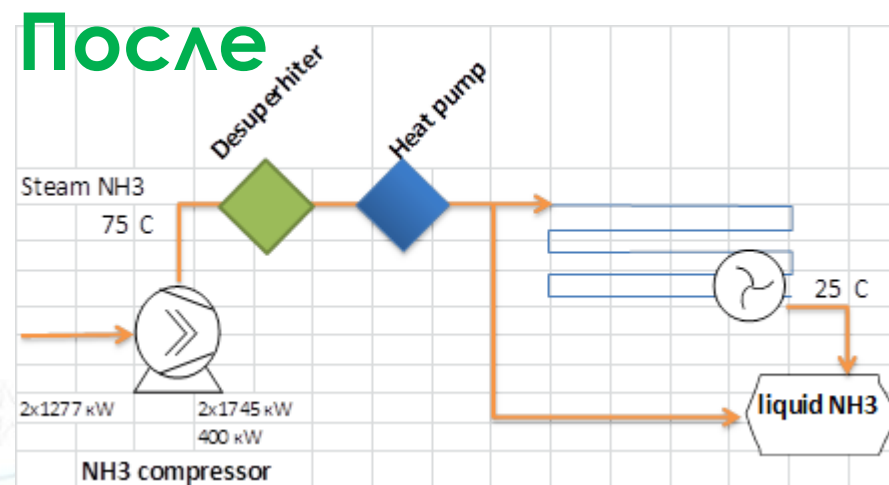 После
Desuperhiter
Heat pump
Steam NH3
75 C
25 C
liquid NH3
2x1277 кW
2x1745 кW
400 кW
NH3 compressor